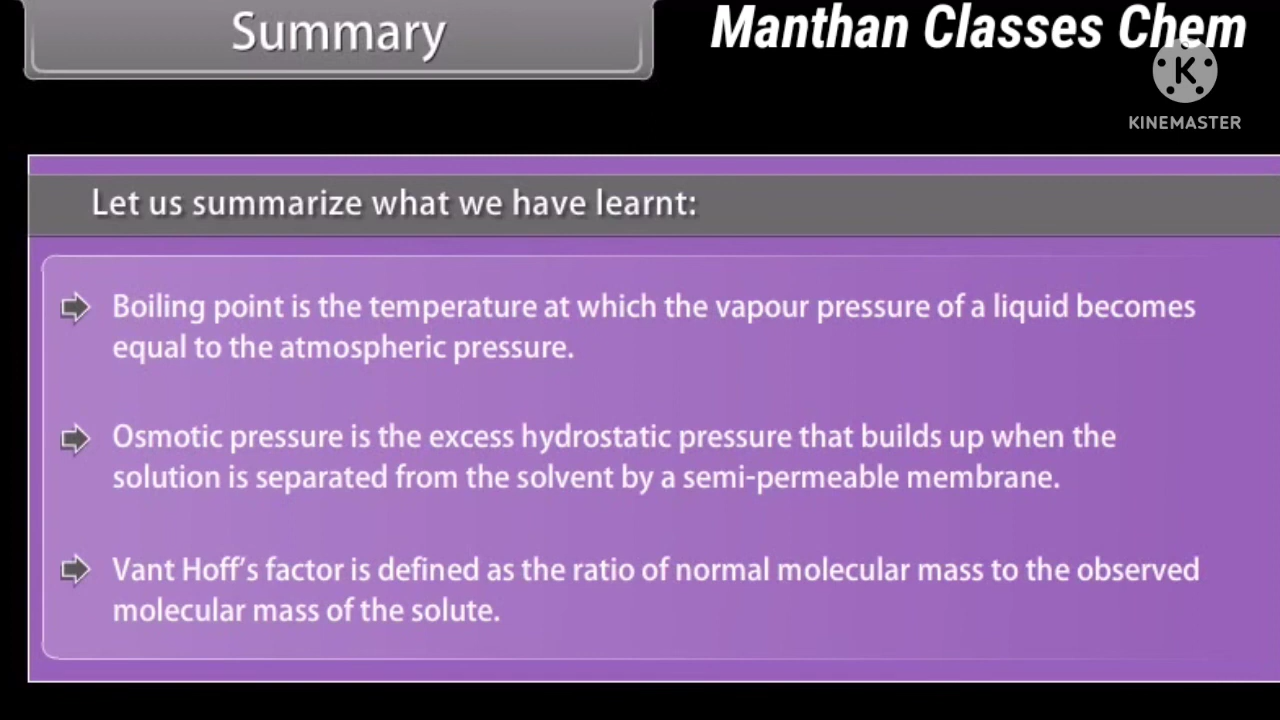 Summary
Manthan Classes Chem
K
KINEMASTER
Let us summarize what we have learnt:
Boiling point is the temperature at which the vapour pressure of a liquid becomes
equal to the atmospheric pressure.
Osmotic pressure is the excess hydrostatic pressure that builds up when the
solution is separated from the solvent by a semi-permeable membrane.
Vant Hoff's factor is defined as the ratio of normal molecular mass to the observed
molecular mass of the solute.